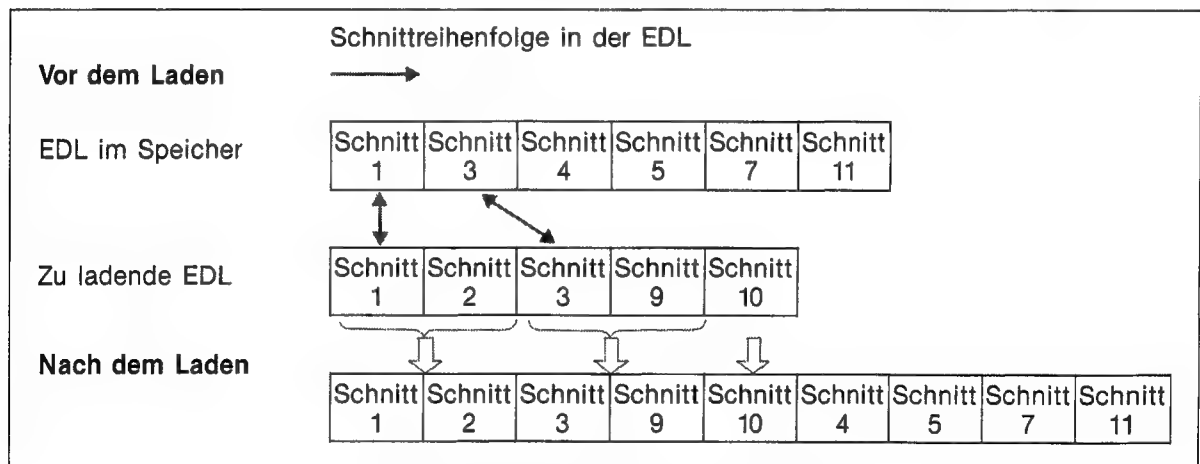 Schnittreihenfolge in der EDL
Vor dem Laden
EDL im Speicher
Schnitt Schnitt Schnitt Schnitt Schnitt Schnitt
1 3 4 5 7 11
Zu ladende EDL
Schnitt Schnitt Schnitt Schnitt Schnitt
1 2 3 9 10
Nach dem Laden
Schnitt Schnitt Schnitt Schnitt Schnitt Schnitt Schnitt Schnitt Schnitt
1 2 3 9 10 4 5 7 11